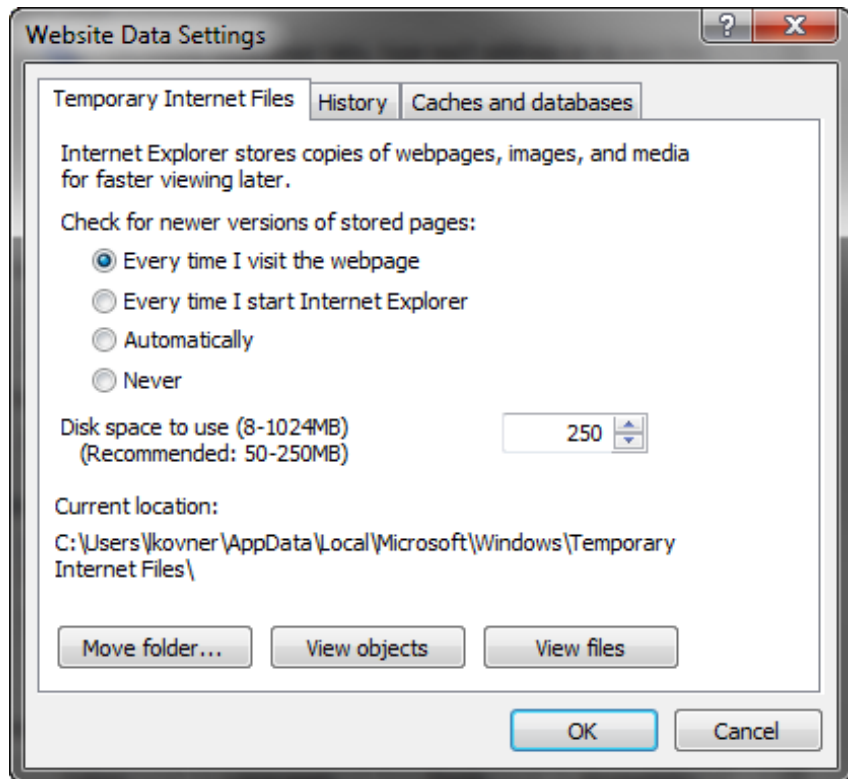 Website Data Settings
Temporary Internet Files History Caches and databases
Internet Explorer stores copies of webpages, images, and media
for faster viewing later.
Check for newer versions of stored pages:
Every time I visit the webpage
Every time I start Internet Explorer
Automatically
Never
Disk space to use (8-1024MB) 250
(Recommended: 50-250MB)
Current location:
C:\Users\lkovner\AppData\Local\Microsoft\Windows\Temporary
Internet Files\
Move folder... View objects View files
OK Cancel